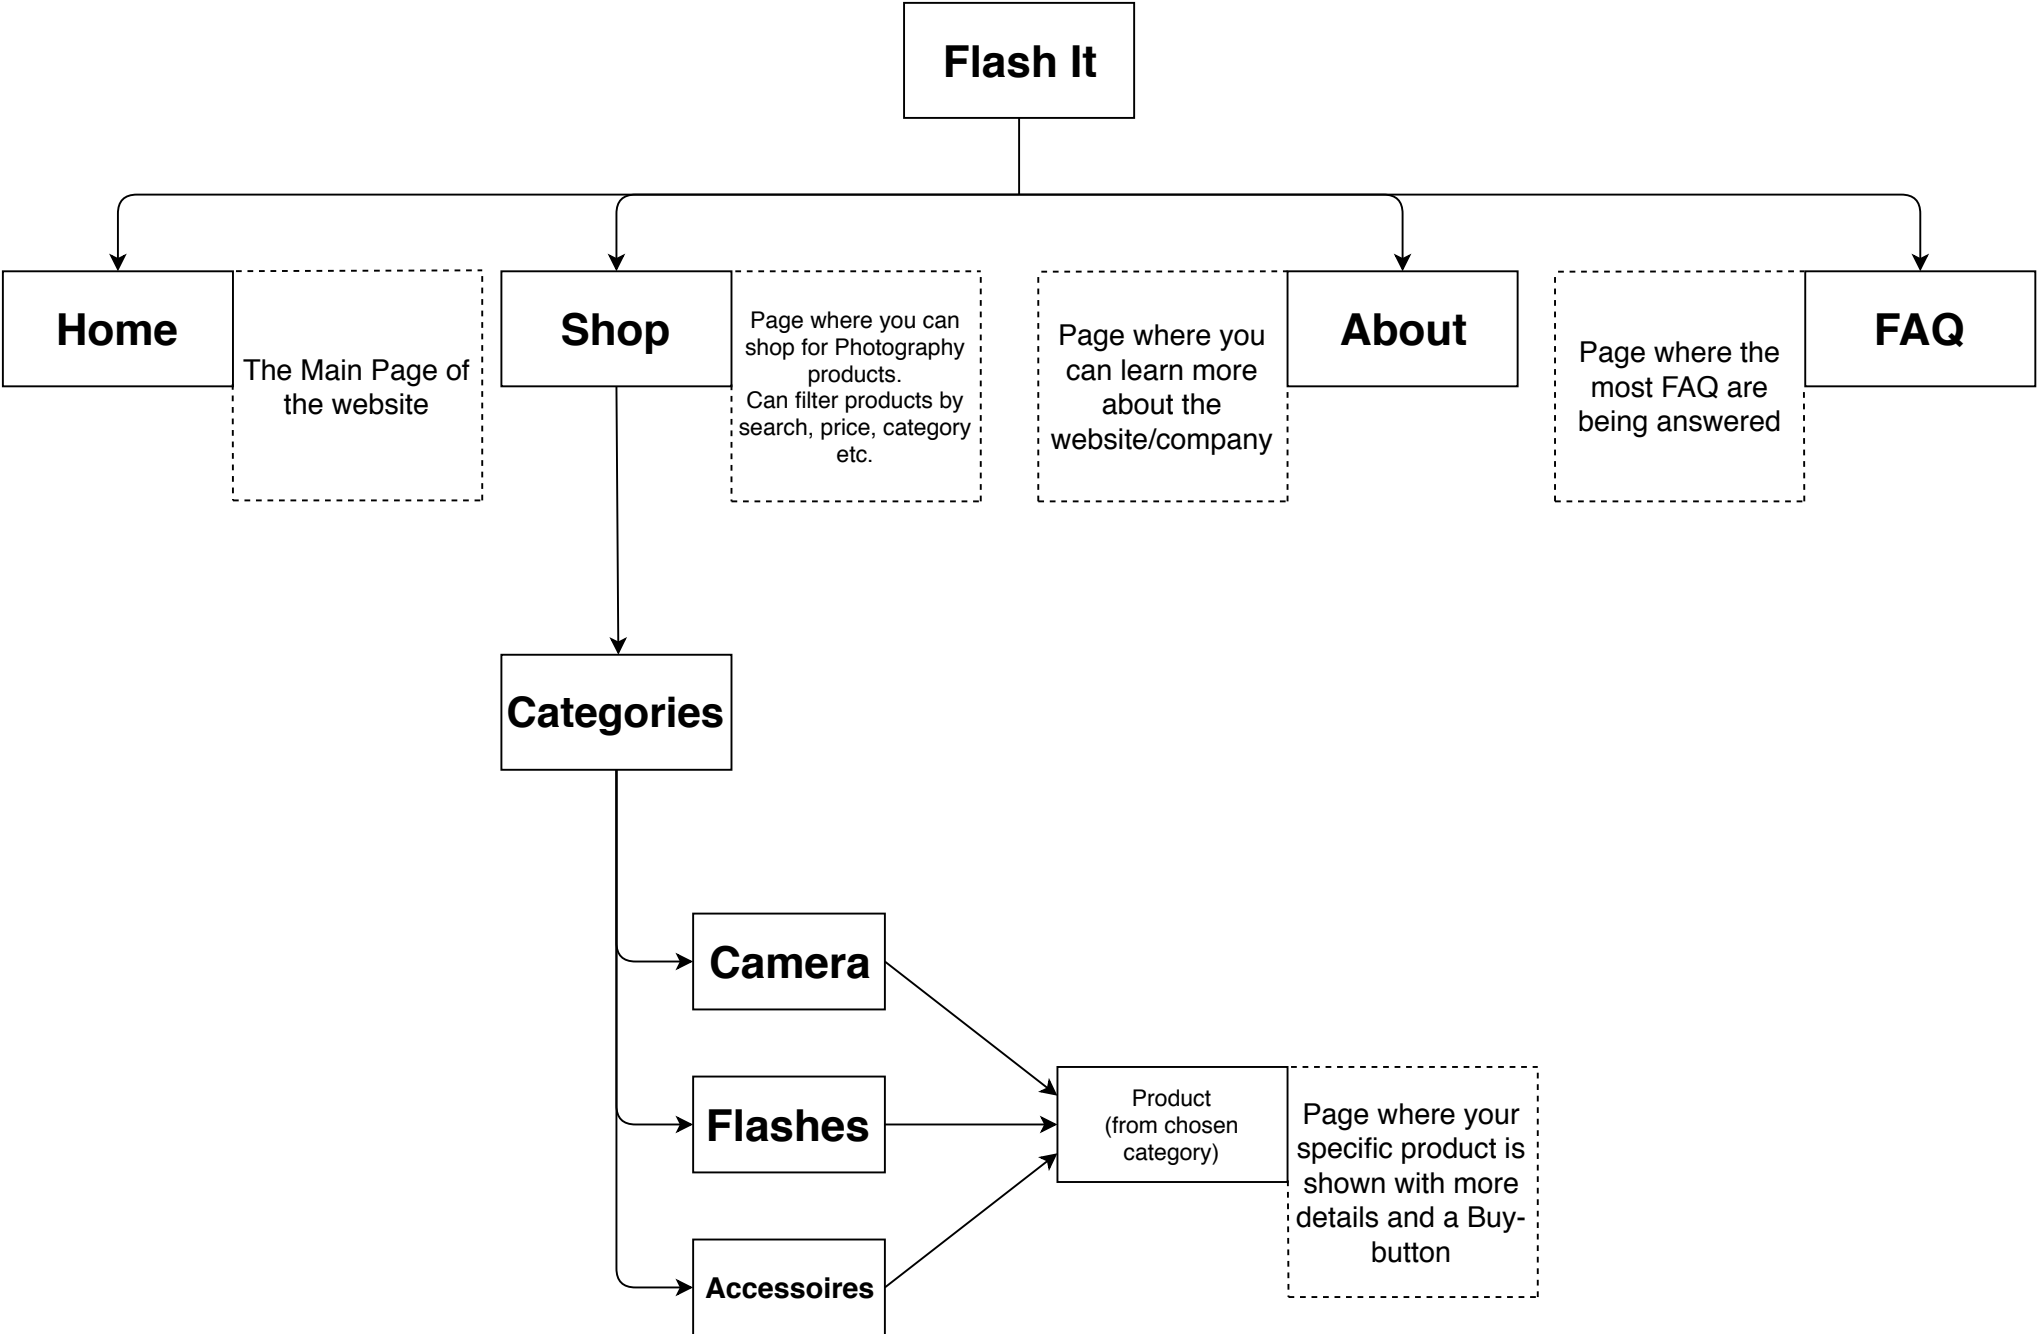 Flash It
Home
The Main Page of
the website
Shop
Page where you can
shop for Photography
products.
Can filter products by
search, price, category
etc.
Page where you
can learn more
about the
website/company
About
Page where the
most FAQ are
being answered
FAQ
Categories
Camera
Flashes
Accessoires
Product
(from chosen
category)
Page where your
specific product is
shown with more
details and a Buy-
button